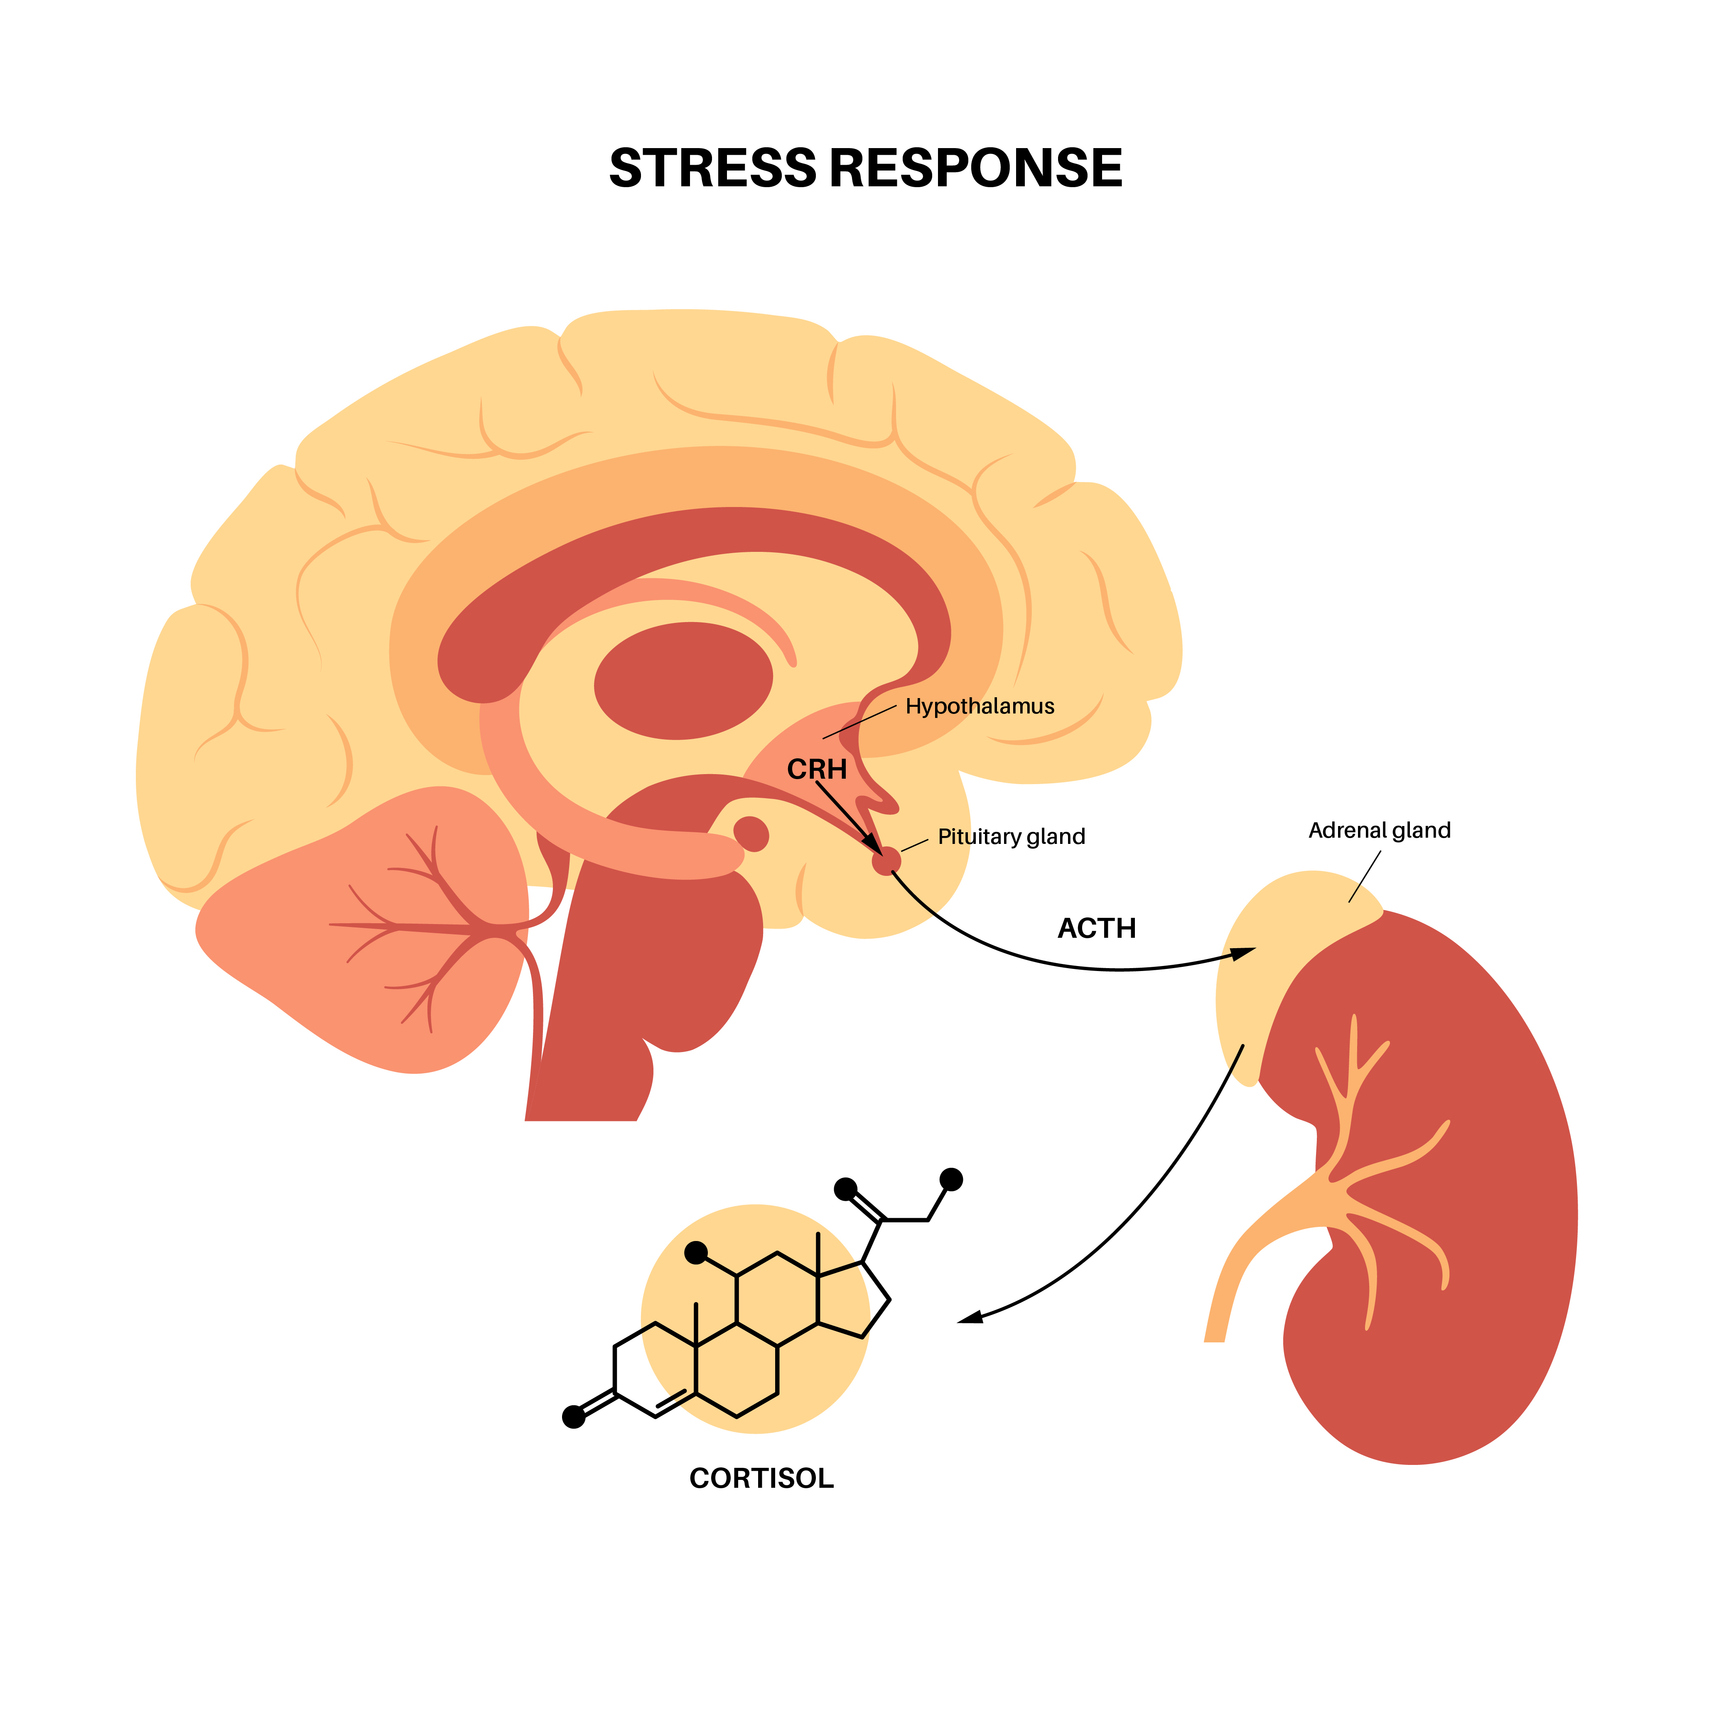 STRESS RESPONSE
Hypothalamus
CRH
Pituitary gland
Adrenal gland
ACTH
CORTISOL